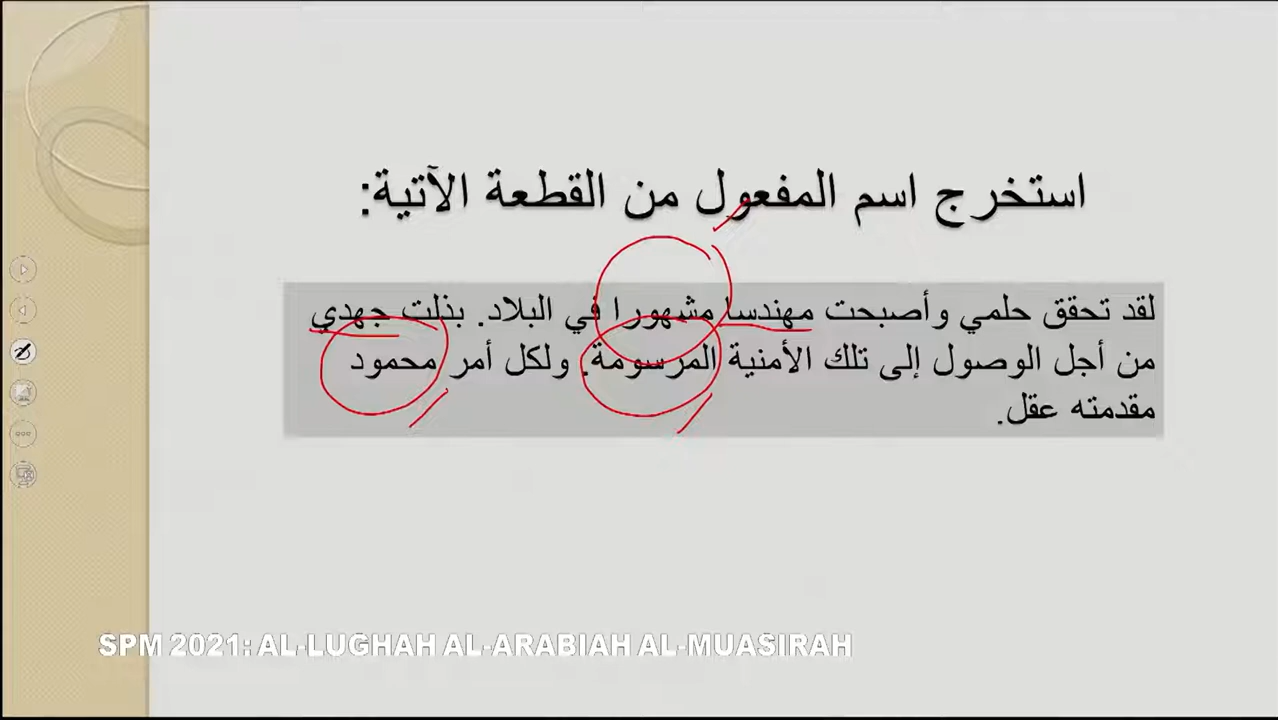 استخرج اسم المفعول من القطعة الآتية:
لقد تحقق حلمي وأصبحت مهندسا مشهورا في البلاد. بذلت جهدي
من أجل الوصول إلى تلك الأمنية المرسومة. ولكل أمر محمود
مقدمته عقل.
SPM 2021: AL-LUGHAH AL-ARABIAH AL-MUASIRAH